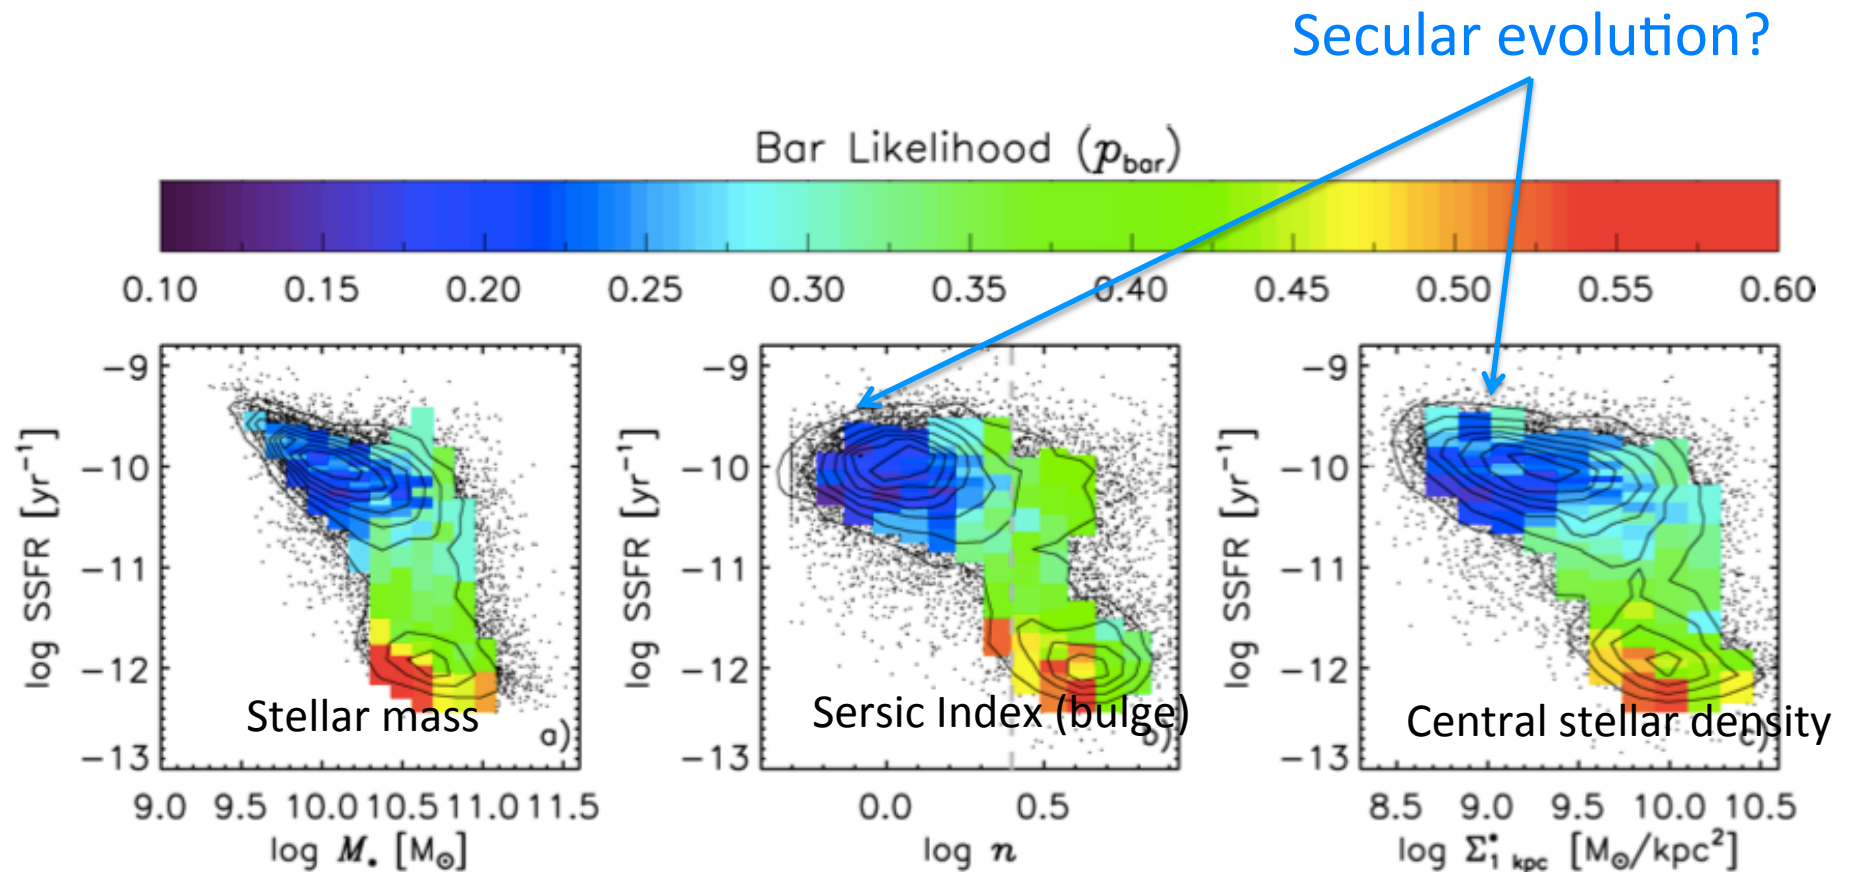 Secular evolution?
Bar Likelihood (p_bar)
0.10 0.15 0.20 0.25 0.30 0.35 0.40 0.45 0.50 0.55 0.60
−9
−10
−11
−12
−13
log SSFR [yr⁻¹]
Stellar mass
a)
9.0 9.5 10.0 10.5 11.0 11.5
log M* [M⊙]
−9
−10
−11
−12
−13
log SSFR [yr⁻¹]
Sersic Index (bulge)
b)
0.0 0.5
log n
−9
−10
−11
−12
−13
log SSFR [yr⁻¹]
Central stellar density
c)
8.5 9.0 9.5 10.0 10.5
log Σ*₁ kpc [M⊙/kpc²]